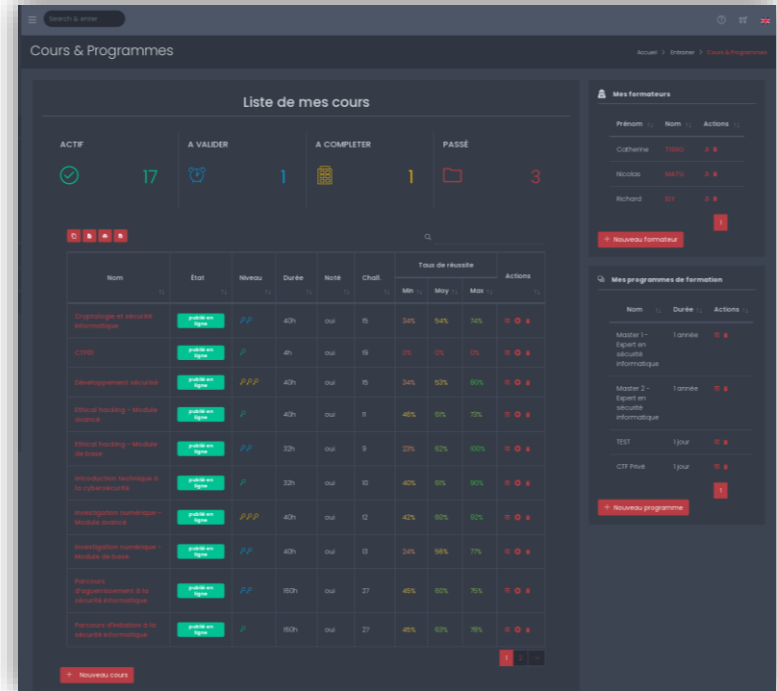 Search & enter
Cours & Programmes
Accueil > Entrainer > Cours & Programmes
Liste de mes cours
ACTIF A VALIDER A COMPLETER PASSÉ
17 1 1 3
Taux de réussite
Nom État Niveau Durée Noté Chall. Min Moy Max Actions
Cryptologie et sécurité
informatique
publié en
ligne
40h oui 15 34% 54% 74%
publié en
ligne
4h oui 19 0% 0% 0%
Développement sécurisé
publié en
ligne
40h oui 15 34% 53% 80%
Ethical hacking - Module
avancé
publié en
ligne
40h oui 11 46% 61% 73%
Ethical hacking - Module
de base
publié en
ligne
32h oui 9 23% 62% 100%
Introduction technique à
la cybersécurité
publié en
ligne
32h oui 10 40% 61% 90%
Investigation numérique -
Module avancé
publié en
ligne
40h oui 12 42% 60% 92%
Investigation numérique -
Module de base
publié en
ligne
40h oui 13 24% 56% 77%
Parcours
d'aguerrissement à la
sécurité informatique
publié en
ligne
160h oui 27 45% 60% 75%
Parcours d'initiation à la
sécurité informatique
publié en
ligne
160h oui 27 46% 63% 78%
1 2
+ Nouveau cours
Mes formateurs
Prénom Nom Actions
Catherine
Nicolas
Richard ELY
1
+ Nouveau formateur
Mes programmes de formation
Nom Durée Actions
Master 1 -
Expert en
sécurité
informatique
1 année
Master 2 -
Expert en
sécurité
informatique
1 année
TEST 1 jour
CTF Privé 1 jour
1
+ Nouveau programme